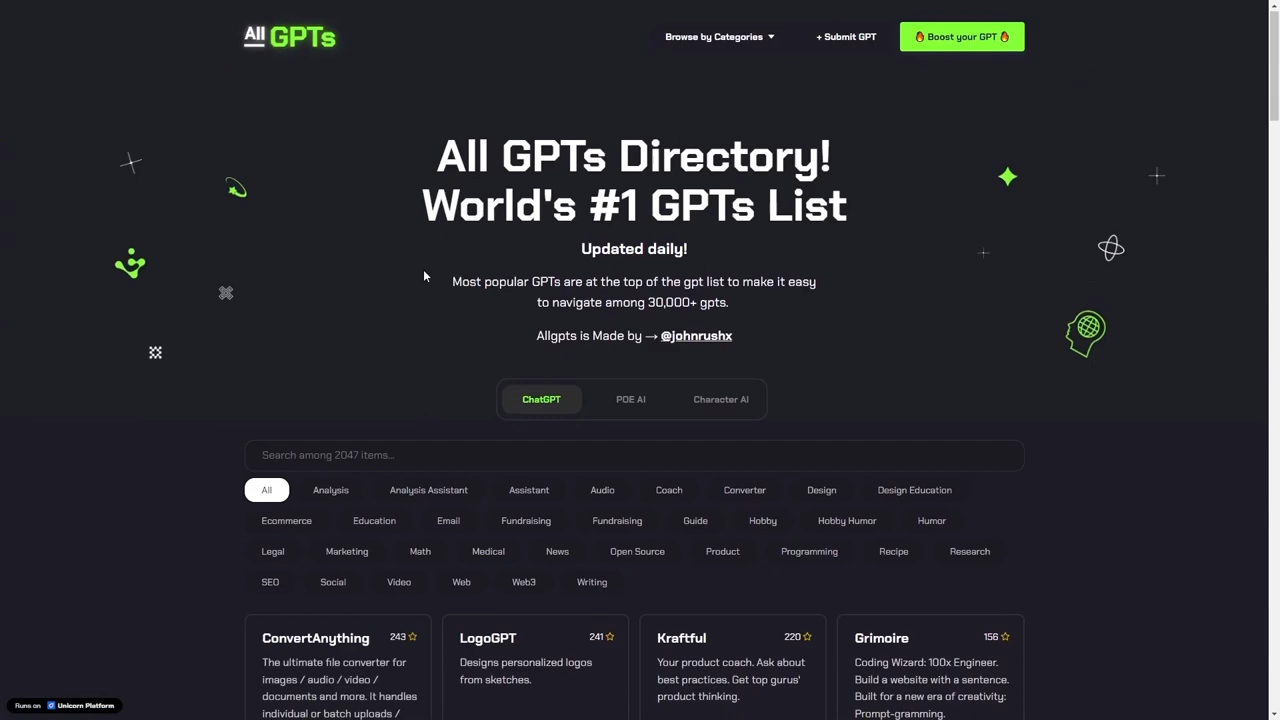 All GPTs
Browse by Categories
+ Submit GPT
Boost your GPT
All GPTs Directory!
World's #1 GPTs List
Updated daily!
Most popular GPTs are at the top of the gpt list to make it easy
to navigate among 30,000+ gpts.
Allgpts is Made by → @johnrushx
ChatGPT POE AI Character AI
Search among 2047 items...
All Analysis Analysis Assistant Assistant Audio Coach Converter Design Design Education
Ecommerce Education Email Fundraising Fundraising Guide Hobby Hobby Humor Humor
Legal Marketing Math Medical News Open Source Product Programming Recipe Research
SEO Social Video Web Web3 Writing
ConvertAnything 243
The ultimate file converter for
images / audio / video /
documents and more. It handles
individual or batch uploads /
LogoGPT 241
Designs personalized logos
from sketches.
Kraftful 220
Your product coach. Ask about
best practices. Get top gurus'
product thinking.
Grimoire 156
Coding Wizard: 100x Engineer.
Build a website with a sentence.
Built for a new era of creativity:
Prompt-gramming.
Runs on Unicorn Platform